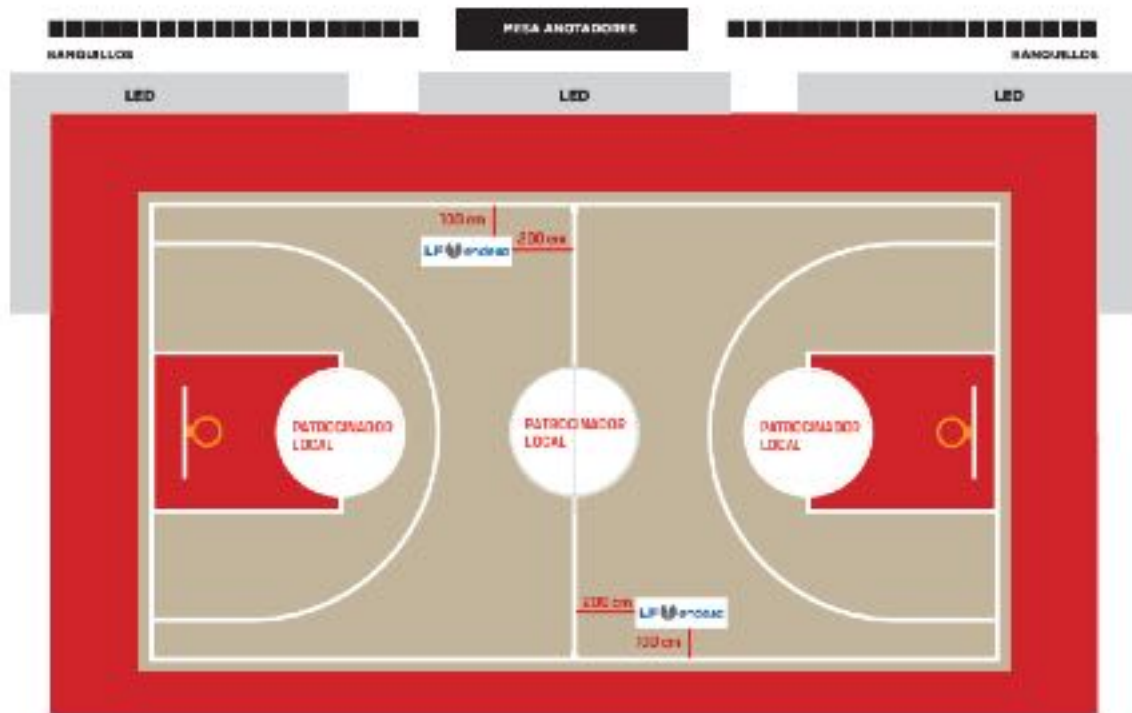 MESA ANOTADORES
BANQUILLOS
BANQUILLOS
LED
LED
LED
100 cm
200 cm
LF endesa
PATROCINADOR
LOCAL
PATROCINADOR
LOCAL
PATROCINADOR
LOCAL
200 cm
LF endesa
100 cm